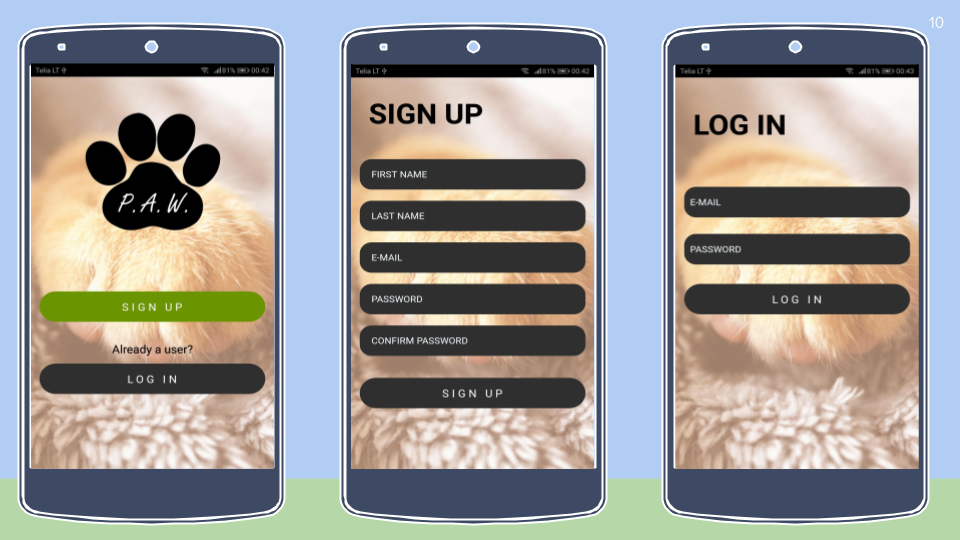 10
Telia LT 81% 00:42
P.A.W.
SIGN UP
Already a user?
LOG IN
Telia LT 81% 00:42
SIGN UP
FIRST NAME
LAST NAME
E-MAIL
PASSWORD
CONFIRM PASSWORD
SIGN UP
Telia LT 81% 00:43
LOG IN
E-MAIL
PASSWORD
LOG IN